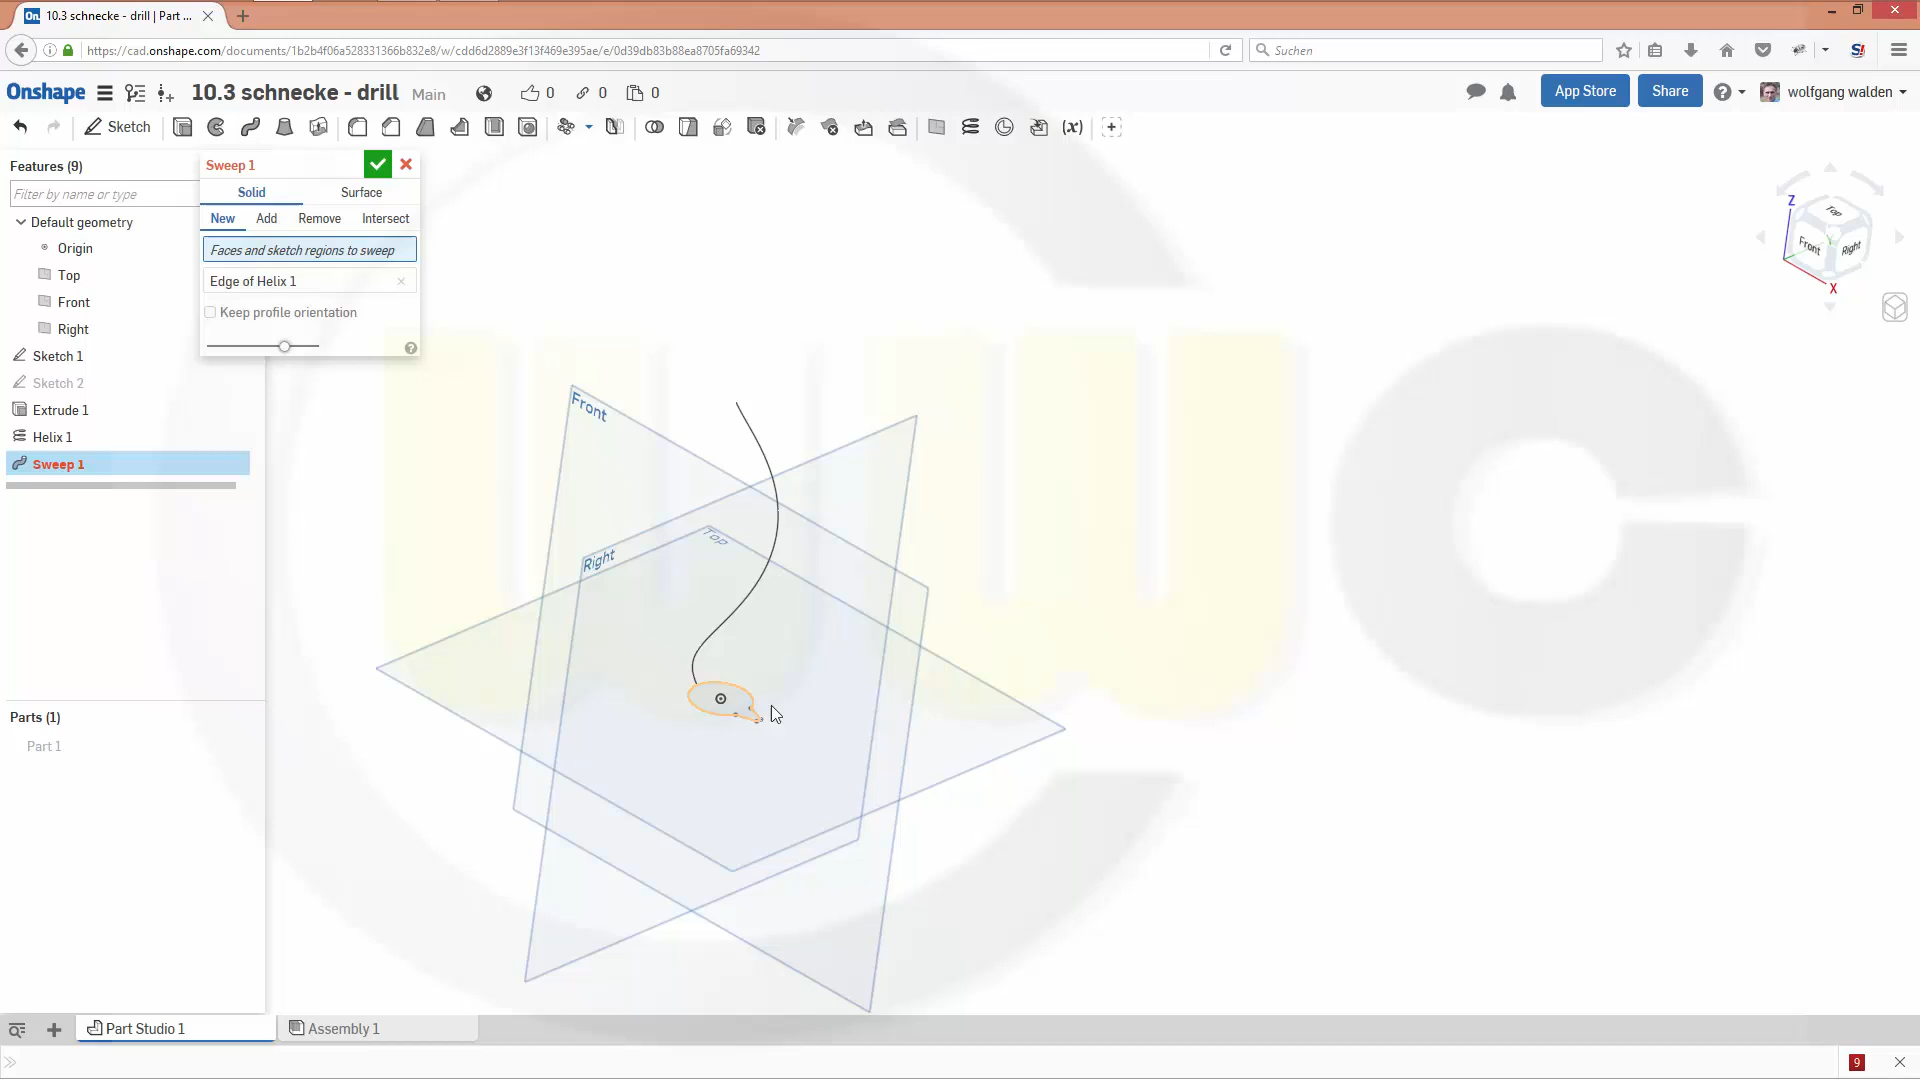 On 10.3 schnecke - drill | Part ...
https://cad.onshape.com/documents/1b2b4f06a528331366b832e8/w/cdd6d2889e3f13f469e395ae/e/0d39db83b88ea8705fa69342
Suchen
S!
Onshape
10.3 schnecke - drill
Main
0
0
0
App Store
Share
?
wolfgang walden
Sketch
(x)
Features (9)
Filter by name or type
Default geometry
Origin
Top
Front
Right
Sketch 1
Sketch 2
Extrude 1
Helix 1
Sweep 1
Sweep 1
Solid
Surface
New
Add
Remove
Intersect
Faces and sketch regions to sweep
Edge of Helix 1
Keep profile orientation
?
Front
Right
Top
Z
Top
Front
Right
X
wwc
Parts (1)
Part 1
Part Studio 1
Assembly 1
9